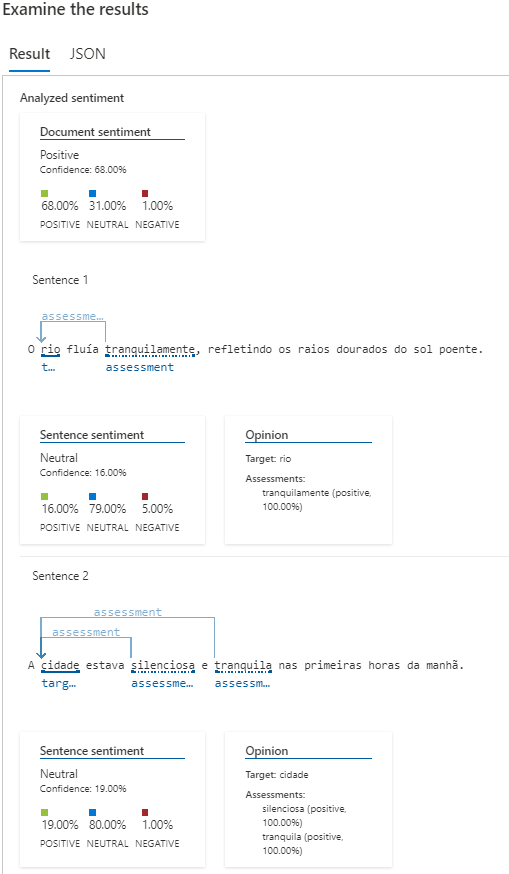 Examine the results
Result JSON
Analyzed sentiment
Document sentiment
Positive
Confidence: 68.00%
68.00% 31.00% 1.00%
POSITIVE NEUTRAL NEGATIVE
Sentence 1
assessme...
O rio fluía tranquilamente, refletindo os raios dourados do sol poente.
t... assessment
Sentence sentiment
Neutral
Confidence: 16.00%
16.00% 79.00% 5.00%
POSITIVE NEUTRAL NEGATIVE
Opinion
Target: rio
Assessments:
tranquilamente (positive,
100.00%)
Sentence 2
assessment
assessment
A cidade estava silenciosa e tranquila nas primeiras horas da manhã.
targ... assessme... assessm...
Sentence sentiment
Neutral
Confidence: 19.00%
19.00% 80.00% 1.00%
POSITIVE NEUTRAL NEGATIVE
Opinion
Target: cidade
Assessments:
silenciosa (positive,
100.00%)
tranquila (positive,
100.00%)